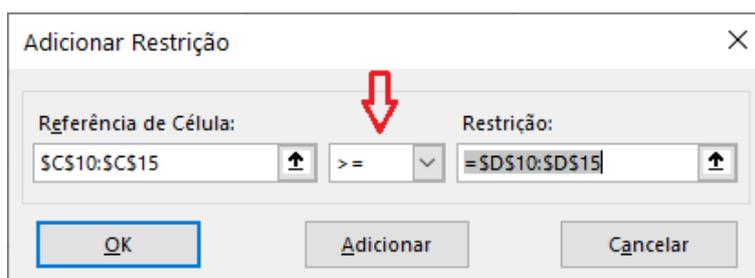 Adicionar Restrição
Referência de Célula:
Restrição:
$C$10:$C$15
>=
=$D$10:$D$15
OK
Adicionar
Cancelar